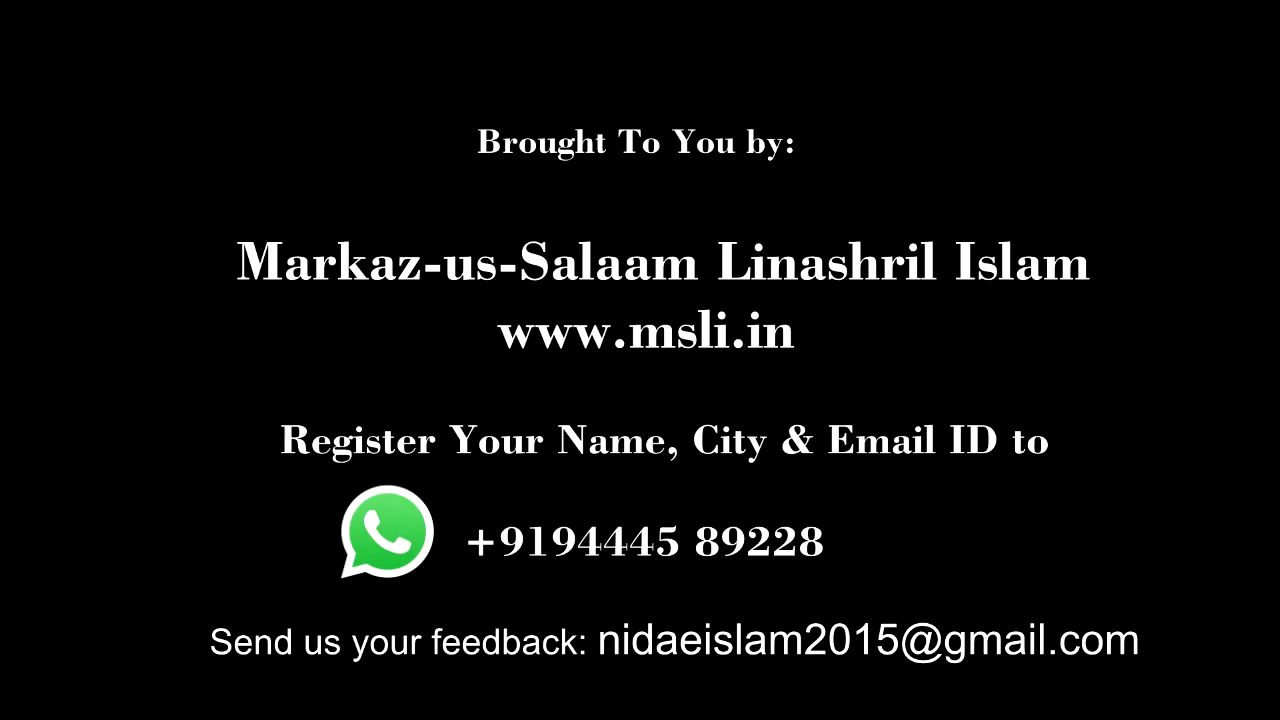 Brought To You by:
Markaz-us-Salaam Linashril Islam
www.msli.in
Register Your Name, City & Email ID to
+9194445 89228
Send us your feedback: nidaeislam2015@gmail.com